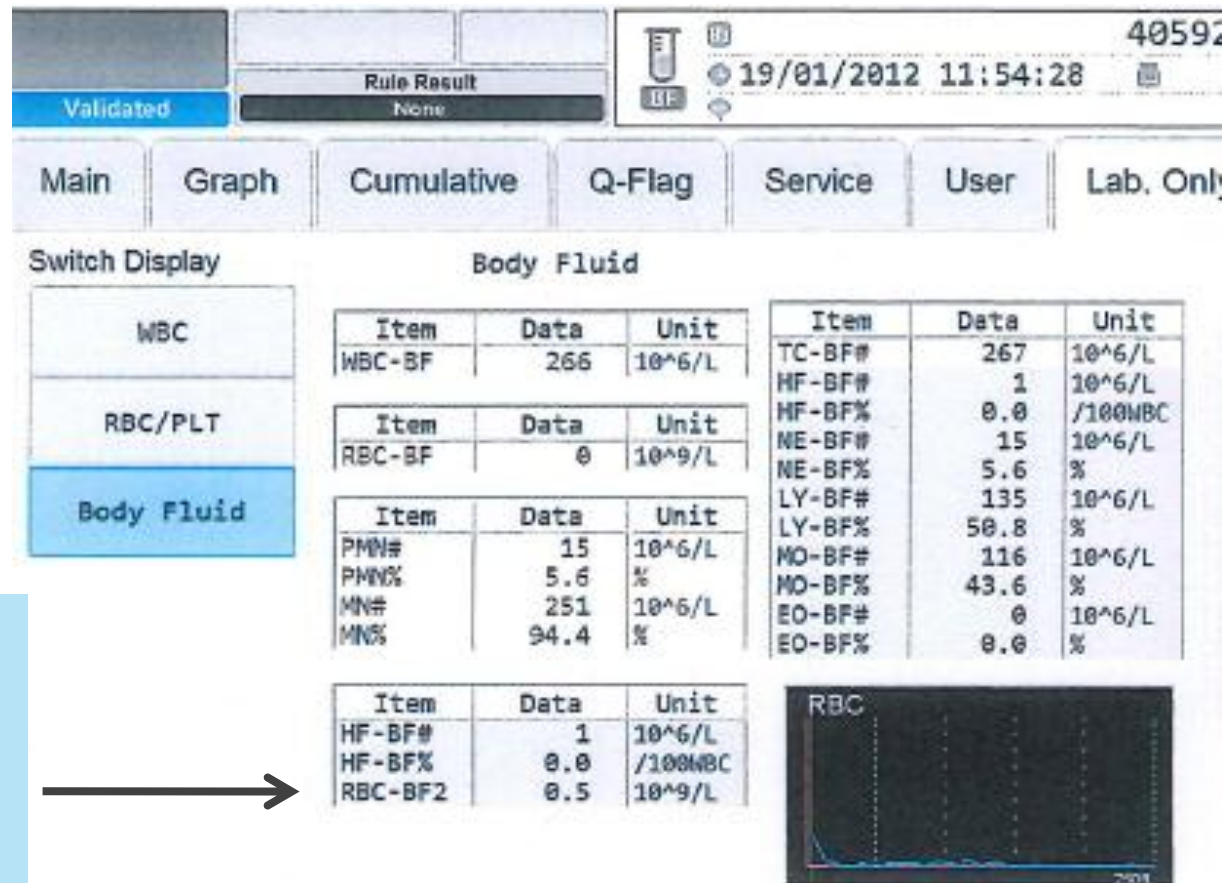 40592
19/01/2012 11:54:28
Rule Result
BF
Validated
None
Main Graph Cumulative Q-Flag Service User Lab. Only
Switch Display
Body Fluid
WBC
RBC/PLT
Body Fluid
Item Data Unit
WBC-BF 266 10^6/L
Item Data Unit
RBC-BF 0 10^9/L
Item Data Unit
PMN# 15 10^6/L
PMN% 5.6 %
MN# 251 10^6/L
MN% 94.4 %
Item Data Unit
HF-BF# 1 10^6/L
HF-BF% 0.0 /100WBC
RBC-BF2 0.5 10^9/L
Item Data Unit
TC-BF# 267 10^6/L
HF-BF# 1 10^6/L
HF-BF% 0.0 /100WBC
NE-BF# 15 10^6/L
NE-BF% 5.6 %
LY-BF# 135 10^6/L
LY-BF% 50.8 %
MO-BF# 116 10^6/L
MO-BF% 43.6 %
EO-BF# 0 10^6/L
EO-BF% 0.0 %
RBC